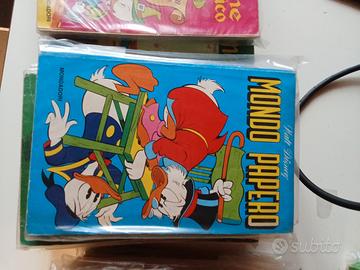 MONDADORI
Walt Disney
MONDO PAPERO
subito